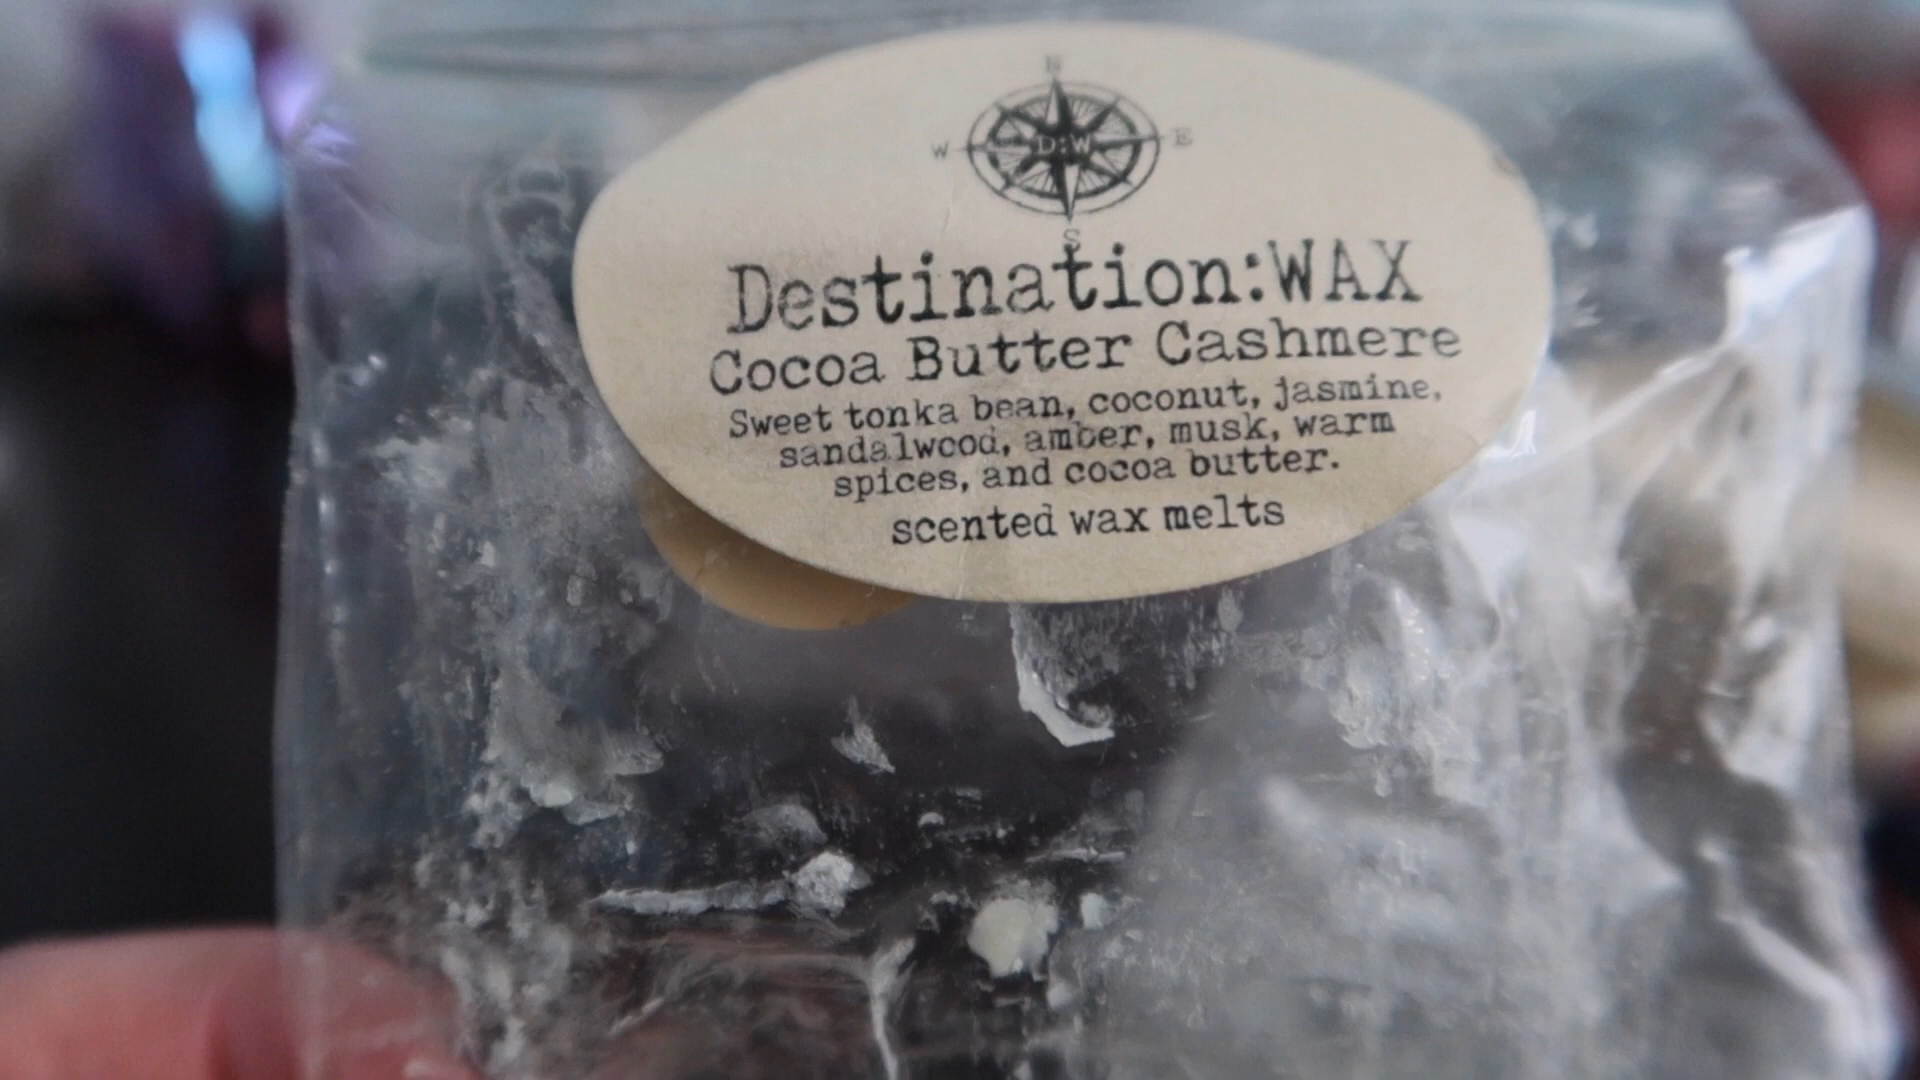 N
W D:W E
S
Destination:WAX
Cocoa Butter Cashmere
Sweet tonka bean, coconut, jasmine,
sandalwood, amber, musk, warm
spices, and cocoa butter.
scented wax melts